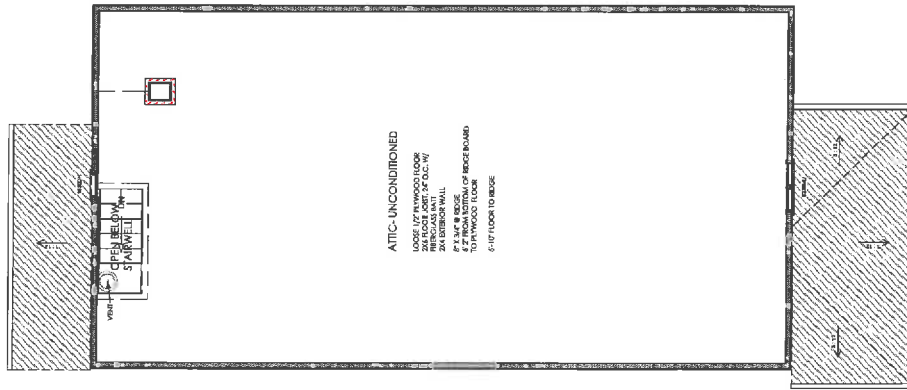 ATTIC- UNCONDITIONED
LOOSE 1/2" PLYWOOD FLOOR
2X6 FLOOR JOIST, 24" O.C. W/
FIBERGLASS BATT
2X4 EXTERIOR WALL
8" X 3/4" @ RIDGE
6' 2" FROM BOTTOM OF RIDGE BOARD
TO PLYWOOD FLOOR
6'-10" FLOOR TO RIDGE
OPEN BELOW
STAIRWELL
DN
VENT